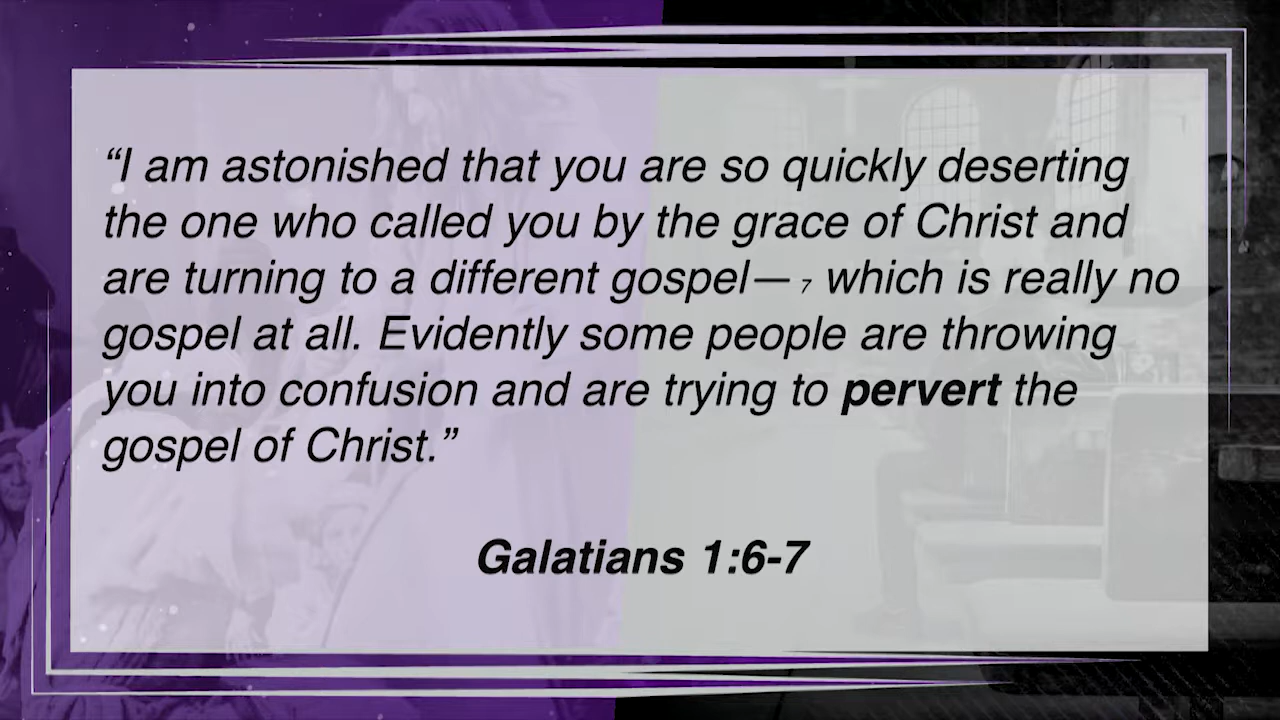 “I am astonished that you are so quickly deserting
the one who called you by the grace of Christ and
are turning to a different gospel— 7 which is really no
gospel at all. Evidently some people are throwing
you into confusion and are trying to pervert the
gospel of Christ.”
Galatians 1:6-7